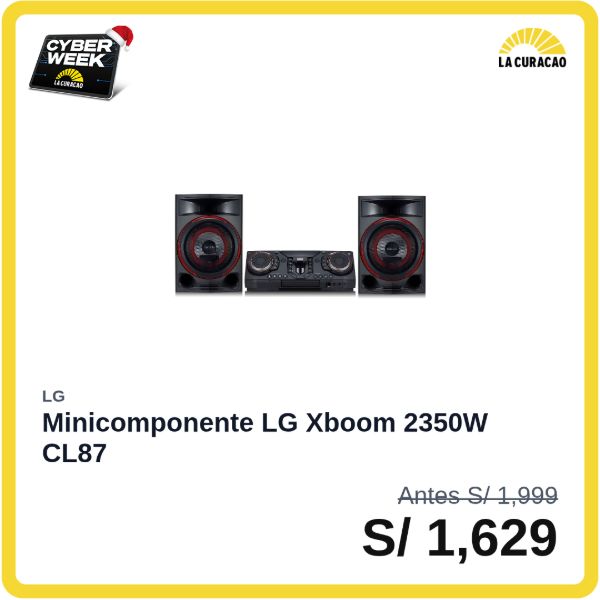 CYBER
WEEK
LA CURACAO
LA CURACAO
LG
Minicomponente LG Xboom 2350W
CL87
Antes S/ 1,999
S/ 1,629